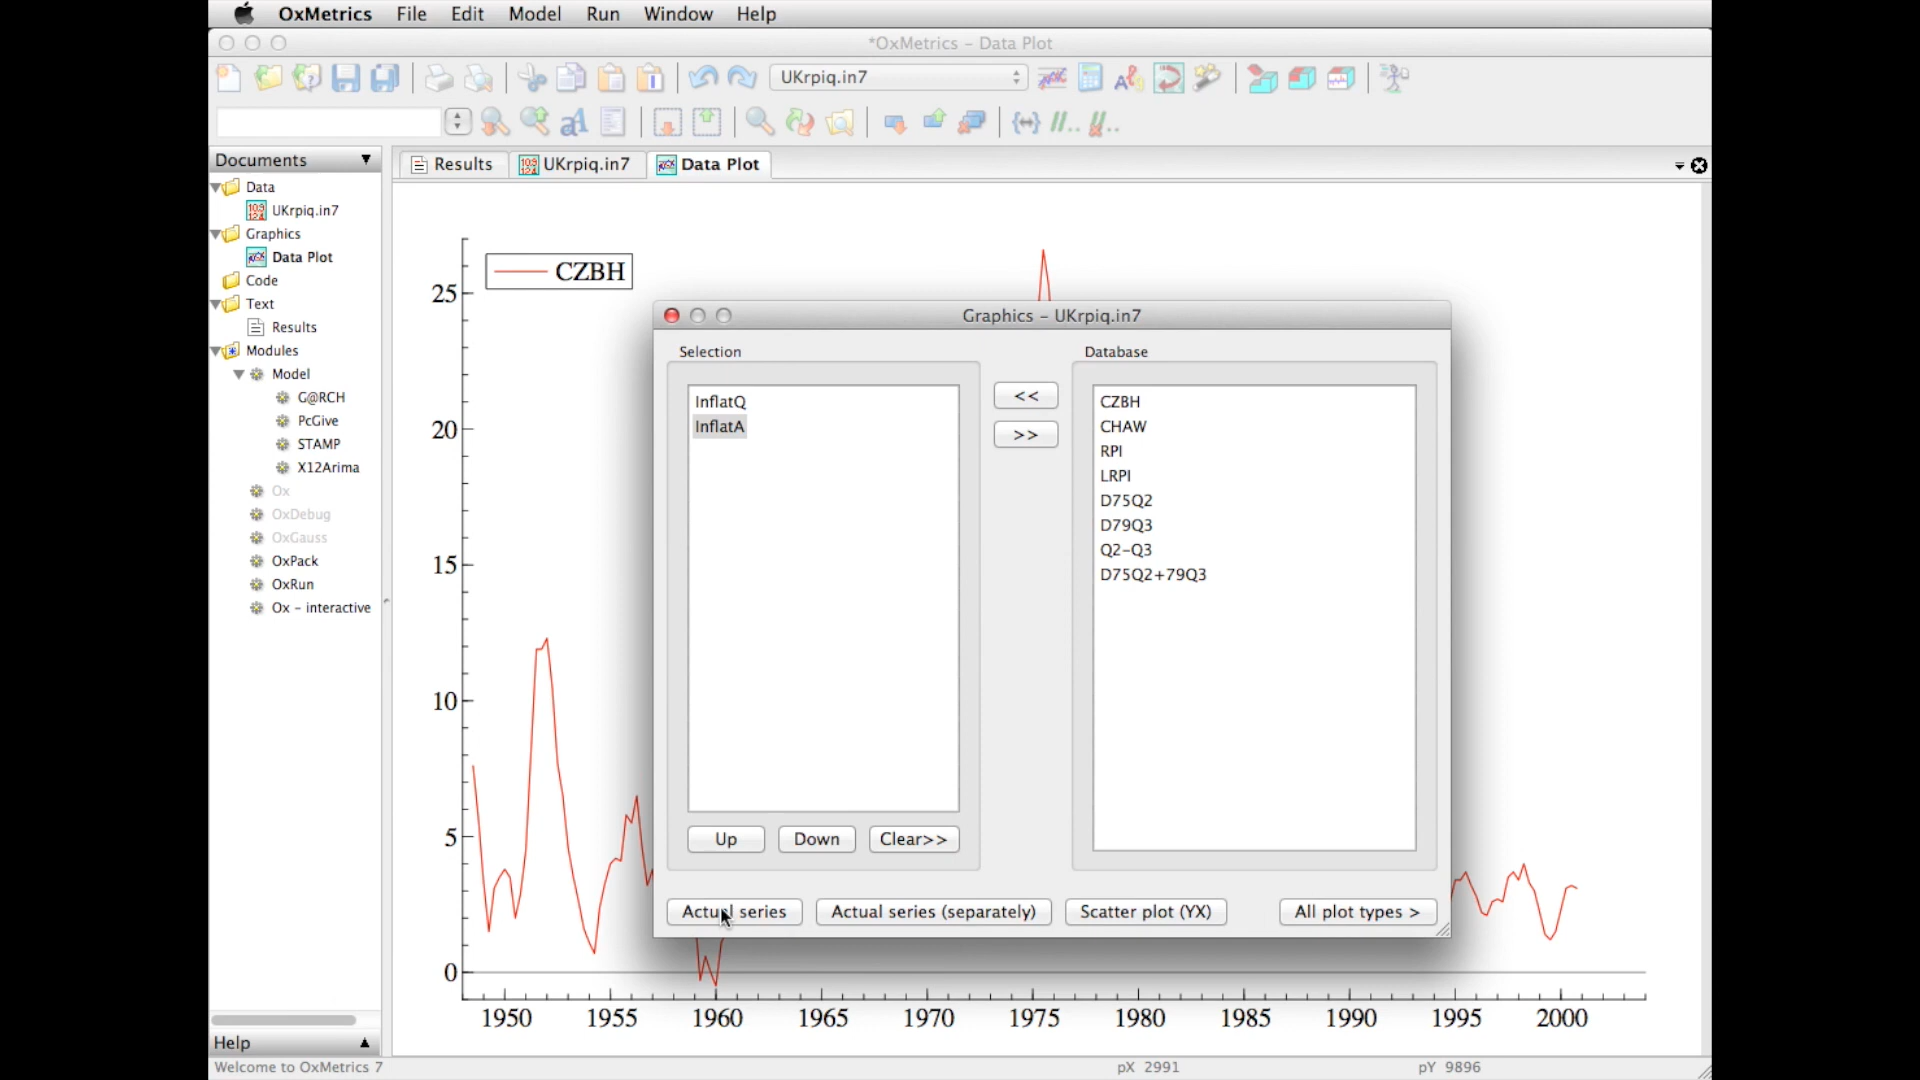 OxMetrics File Edit Model Run Window Help
*OxMetrics – Data Plot
UKrpiq.in7
Documents
Results UKrpiq.in7 Data Plot
Data
UKrpiq.in7
Graphics
Data Plot
Code
Text
Results
Modules
Model
G@RCH
PcGive
STAMP
X12Arima
Ox
OxDebug
OxGauss
OxPack
OxRun
Ox – interactive
Help
Welcome to OxMetrics 7
CZBH
25
20
15
10
5
0
1950 1955 1960 1965 1970 1975 1980 1985 1990 1995 2000
Graphics – UKrpiq.in7
Selection
InflatQ
InflatA
<<
>>
Up Down Clear>>
Database
CZBH
CHAW
RPI
LRPI
D75Q2
D79Q3
Q2-Q3
D75Q2+79Q3
Actual series Actual series (separately) Scatter plot (YX) All plot types >
pX 2991 pY 9896